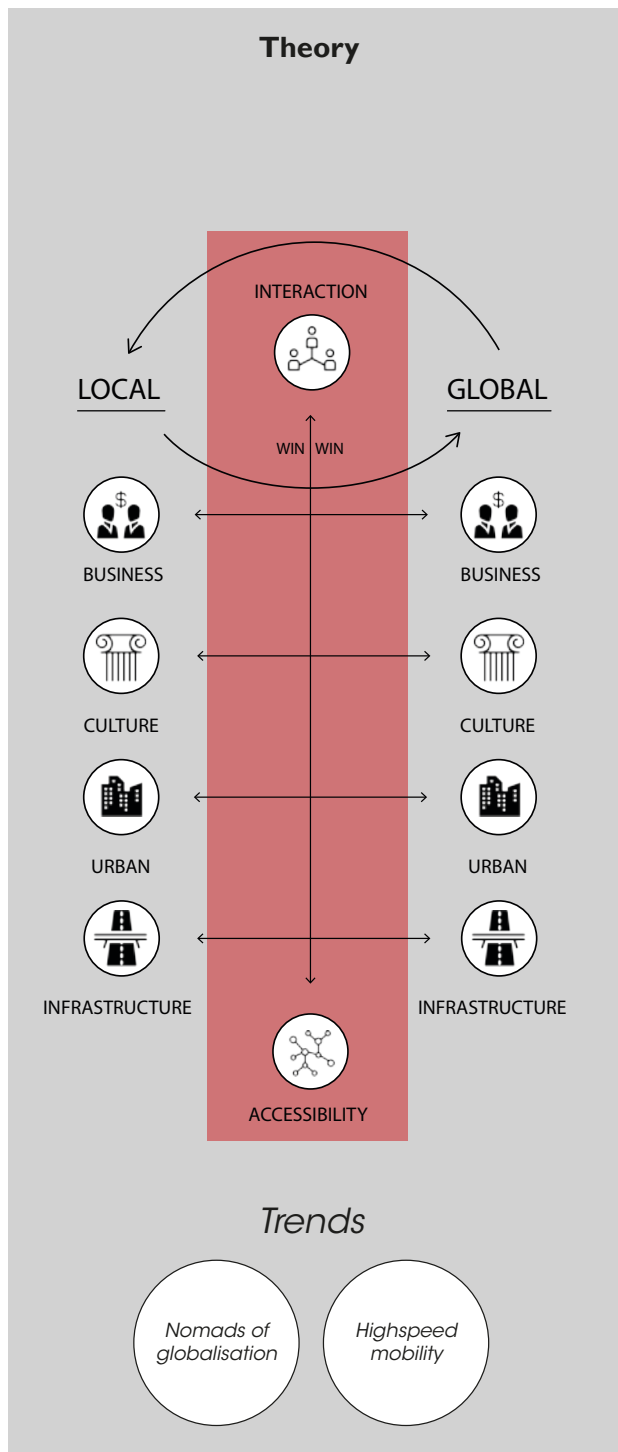 Theory
INTERACTION
LOCAL
GLOBAL
WIN WIN
$
$
BUSINESS
BUSINESS
CULTURE
CULTURE
URBAN
URBAN
INFRASTRUCTURE
INFRASTRUCTURE
ACCESSIBILITY
Trends
Nomads of
globalisation
Highspeed
mobility